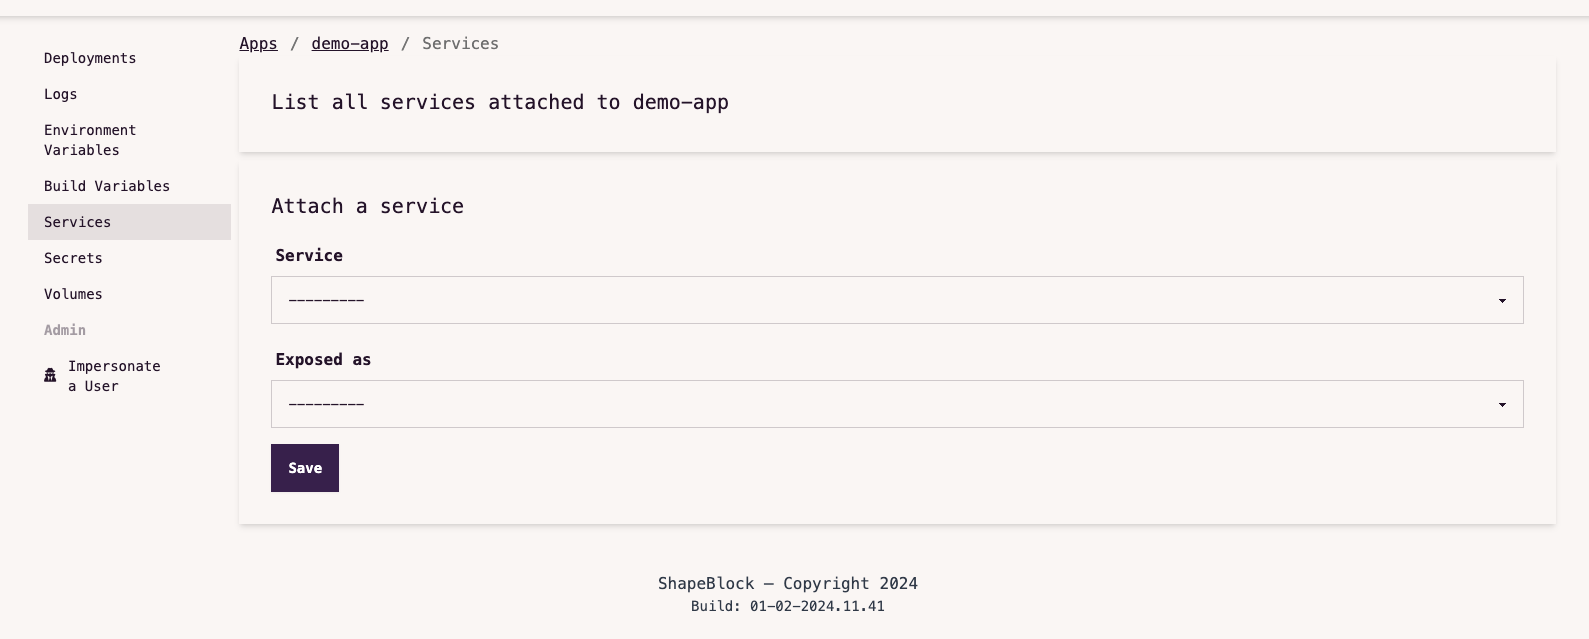 Deployments
Logs
Environment
Variables
Build Variables
Services
Secrets
Volumes
Admin
Impersonate
a User
Apps / demo-app / Services
List all services attached to demo-app
Attach a service
Service
---------
Exposed as
---------
Save
ShapeBlock — Copyright 2024
Build: 01-02-2024.11.41